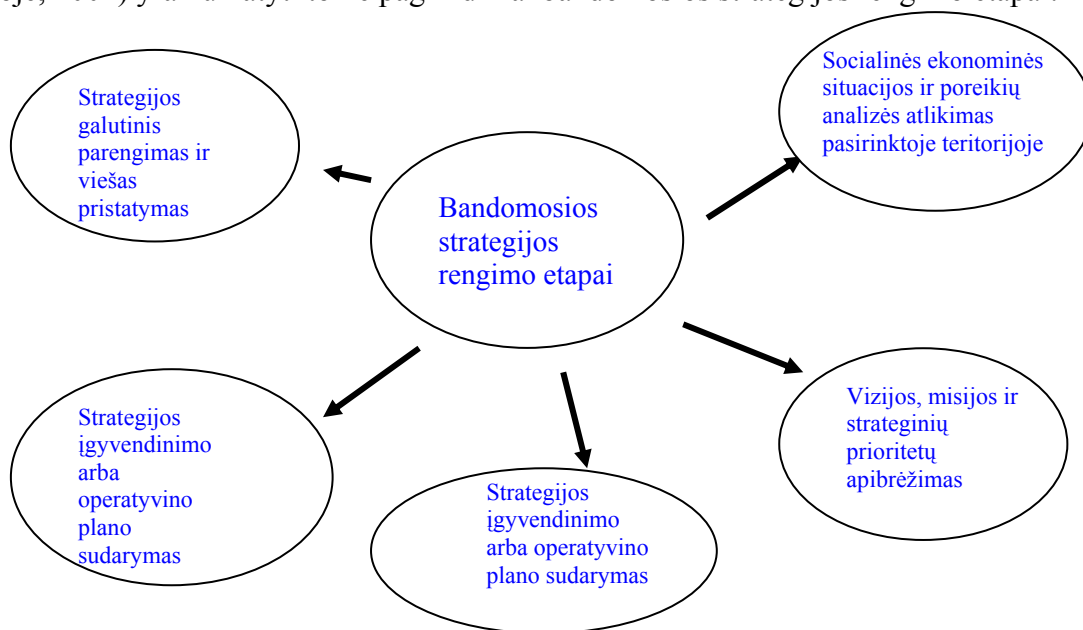 Strategijos
galutinis
parengimas ir
viešas
pristatymas
Socialinės ekonominės
situacijos ir poreikių
analizės atlikimas
pasirinktoje teritorijoje
Bandomosios
strategijos
rengimo etapai
Vizijos, misijos ir
strateginių
prioritetų
apibrėžimas
Strategijos
įgyvendinimo
arba
operatyvino
plano
sudarymas
Strategijos
įgyvendinimo
arba operatyvino
plano sudarymas